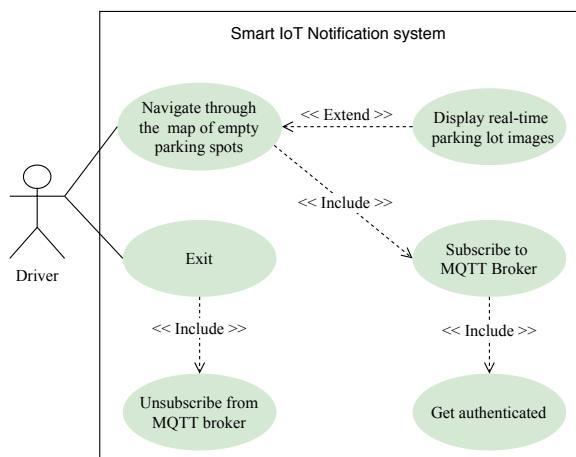 Smart IoT Notification system
Navigate through
the map of empty
parking spots
<< Extend >>
Display real-time
parking lot images
<< Include >>
Driver
Exit
Subscribe to
MQTT Broker
<< Include >>
<< Include >>
Unsubscribe from
MQTT broker
Get authenticated